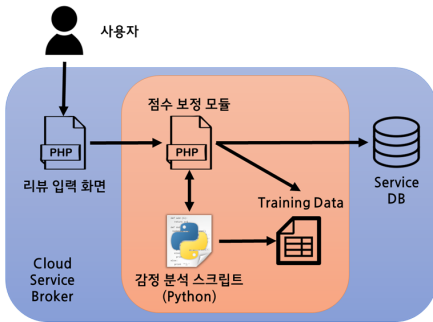 사용자
점수 보정 모듈
PHP
PHP
리뷰 입력 화면
Service
DB
Training Data
감정 분석 스크립트
(Python)
Cloud
Service
Broker